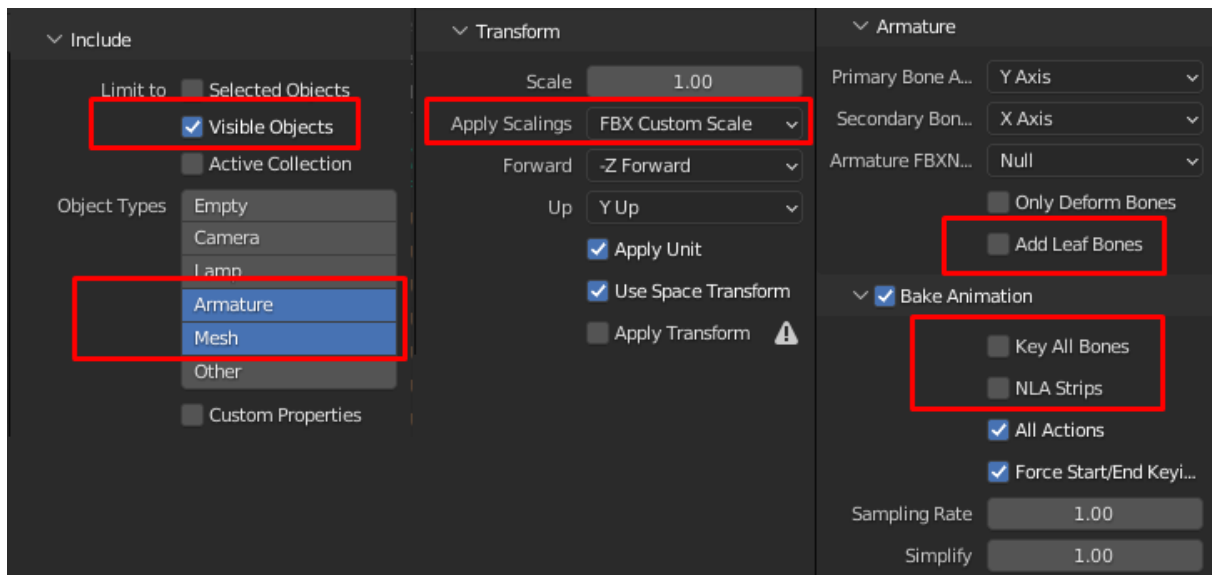 Include
Limit to Selected Objects
Visible Objects
Active Collection
Object Types Empty
Camera
Lamp
Armature
Mesh
Other
Custom Properties
Transform
Scale 1.00
Apply Scalings FBX Custom Scale
Forward -Z Forward
Up Y Up
Apply Unit
Use Space Transform
Apply Transform
Armature
Primary Bone A... Y Axis
Secondary Bon... X Axis
Armature FBXN... Null
Only Deform Bones
Add Leaf Bones
Bake Animation
Key All Bones
NLA Strips
All Actions
Force Start/End Keyi...
Sampling Rate 1.00
Simplify 1.00